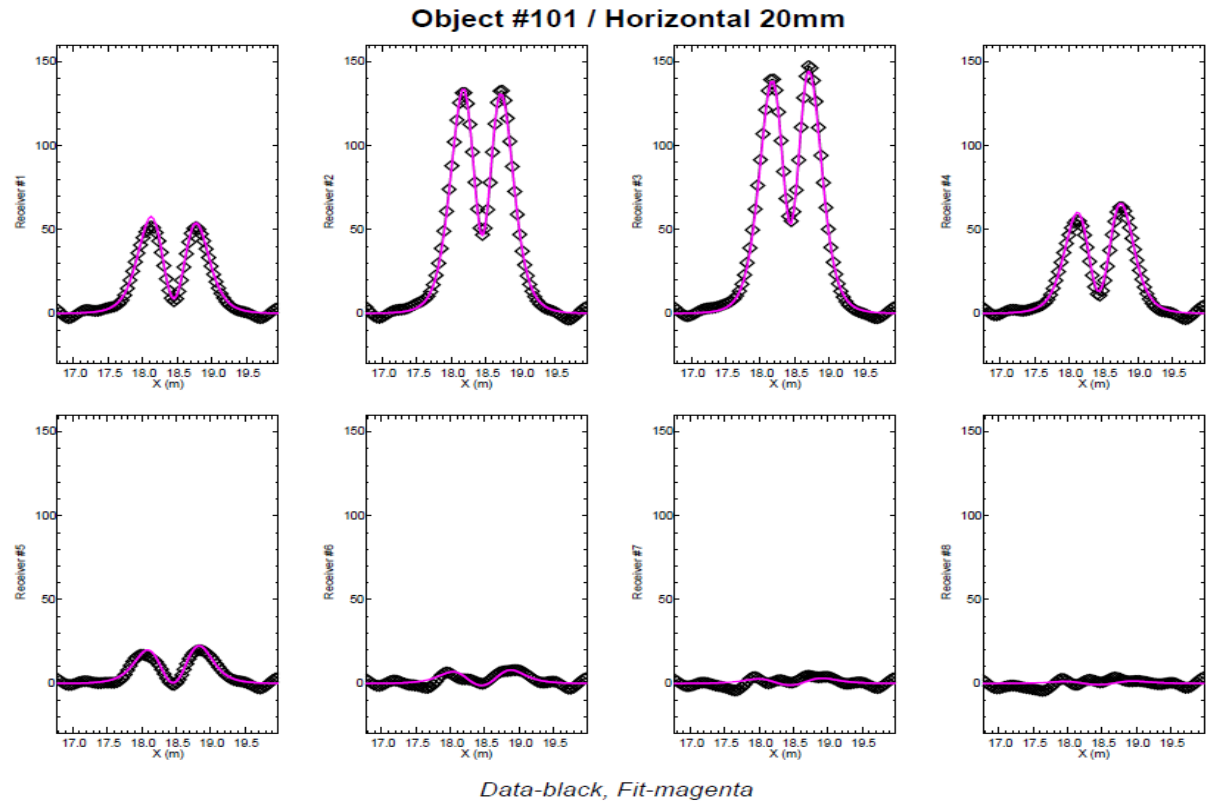 Object #101 / Horizontal 20mm
150
100
50
0
Receiver #1
17.0 17.5 18.0 18.5 19.0 19.5
X (m)
150
100
50
0
Receiver #2
17.0 17.5 18.0 18.5 19.0 19.5
X (m)
150
100
50
0
Receiver #3
17.0 17.5 18.0 18.5 19.0 19.5
X (m)
150
100
50
0
Receiver #4
17.0 17.5 18.0 18.5 19.0 19.5
X (m)
150
100
50
0
Receiver #5
17.0 17.5 18.0 18.5 19.0 19.5
X (m)
150
100
50
0
Receiver #6
17.0 17.5 18.0 18.5 19.0 19.5
X (m)
150
100
50
0
Receiver #7
17.0 17.5 18.0 18.5 19.0 19.5
X (m)
150
100
50
0
Receiver #8
17.0 17.5 18.0 18.5 19.0 19.5
X (m)
Data-black, Fit-magenta